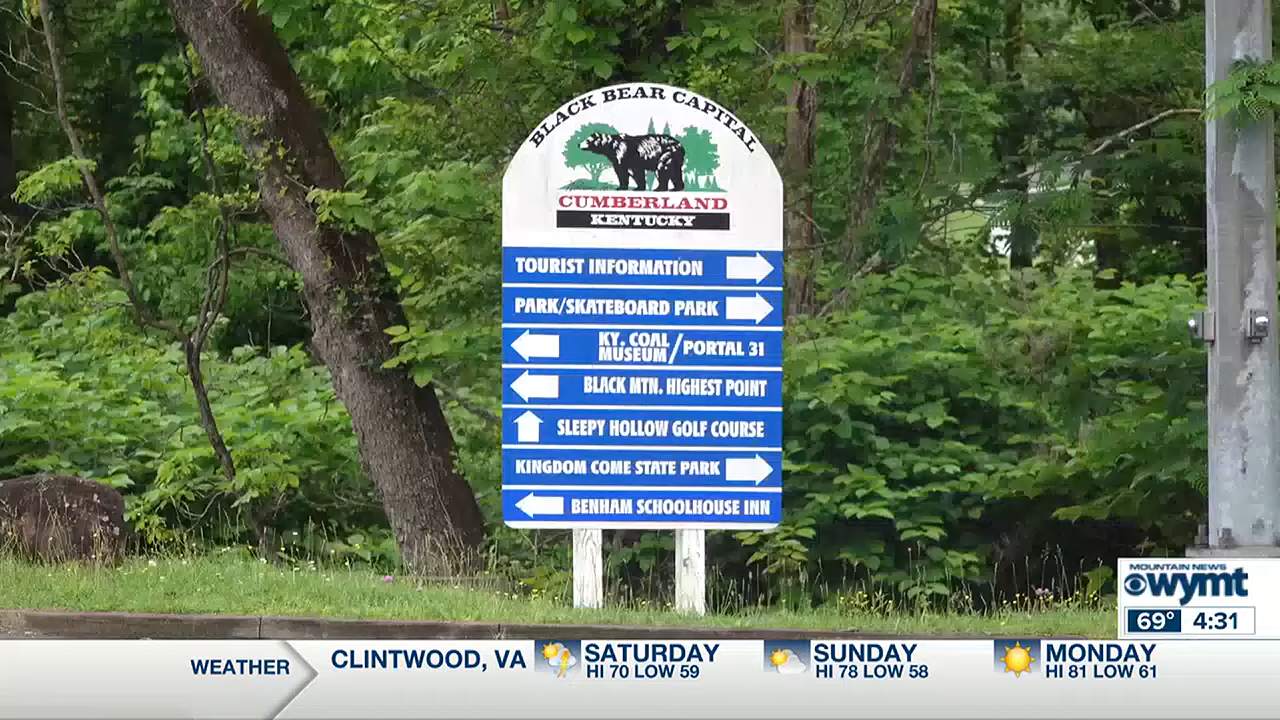 BLACK BEAR CAPITAL
CUMBERLAND
KENTUCKY
TOURIST INFORMATION
PARK/SKATEBOARD PARK
KY. COAL
MUSEUM/PORTAL 31
BLACK MTN. HIGHEST POINT
SLEEPY HOLLOW GOLF COURSE
KINGDOM COME STATE PARK
BENHAM SCHOOLHOUSE INN
MOUNTAIN NEWS
wymt
69° 4:31
WEATHER
CLINTWOOD, VA
SATURDAY
HI 70 LOW 59
SUNDAY
HI 78 LOW 58
MONDAY
HI 81 LOW 61